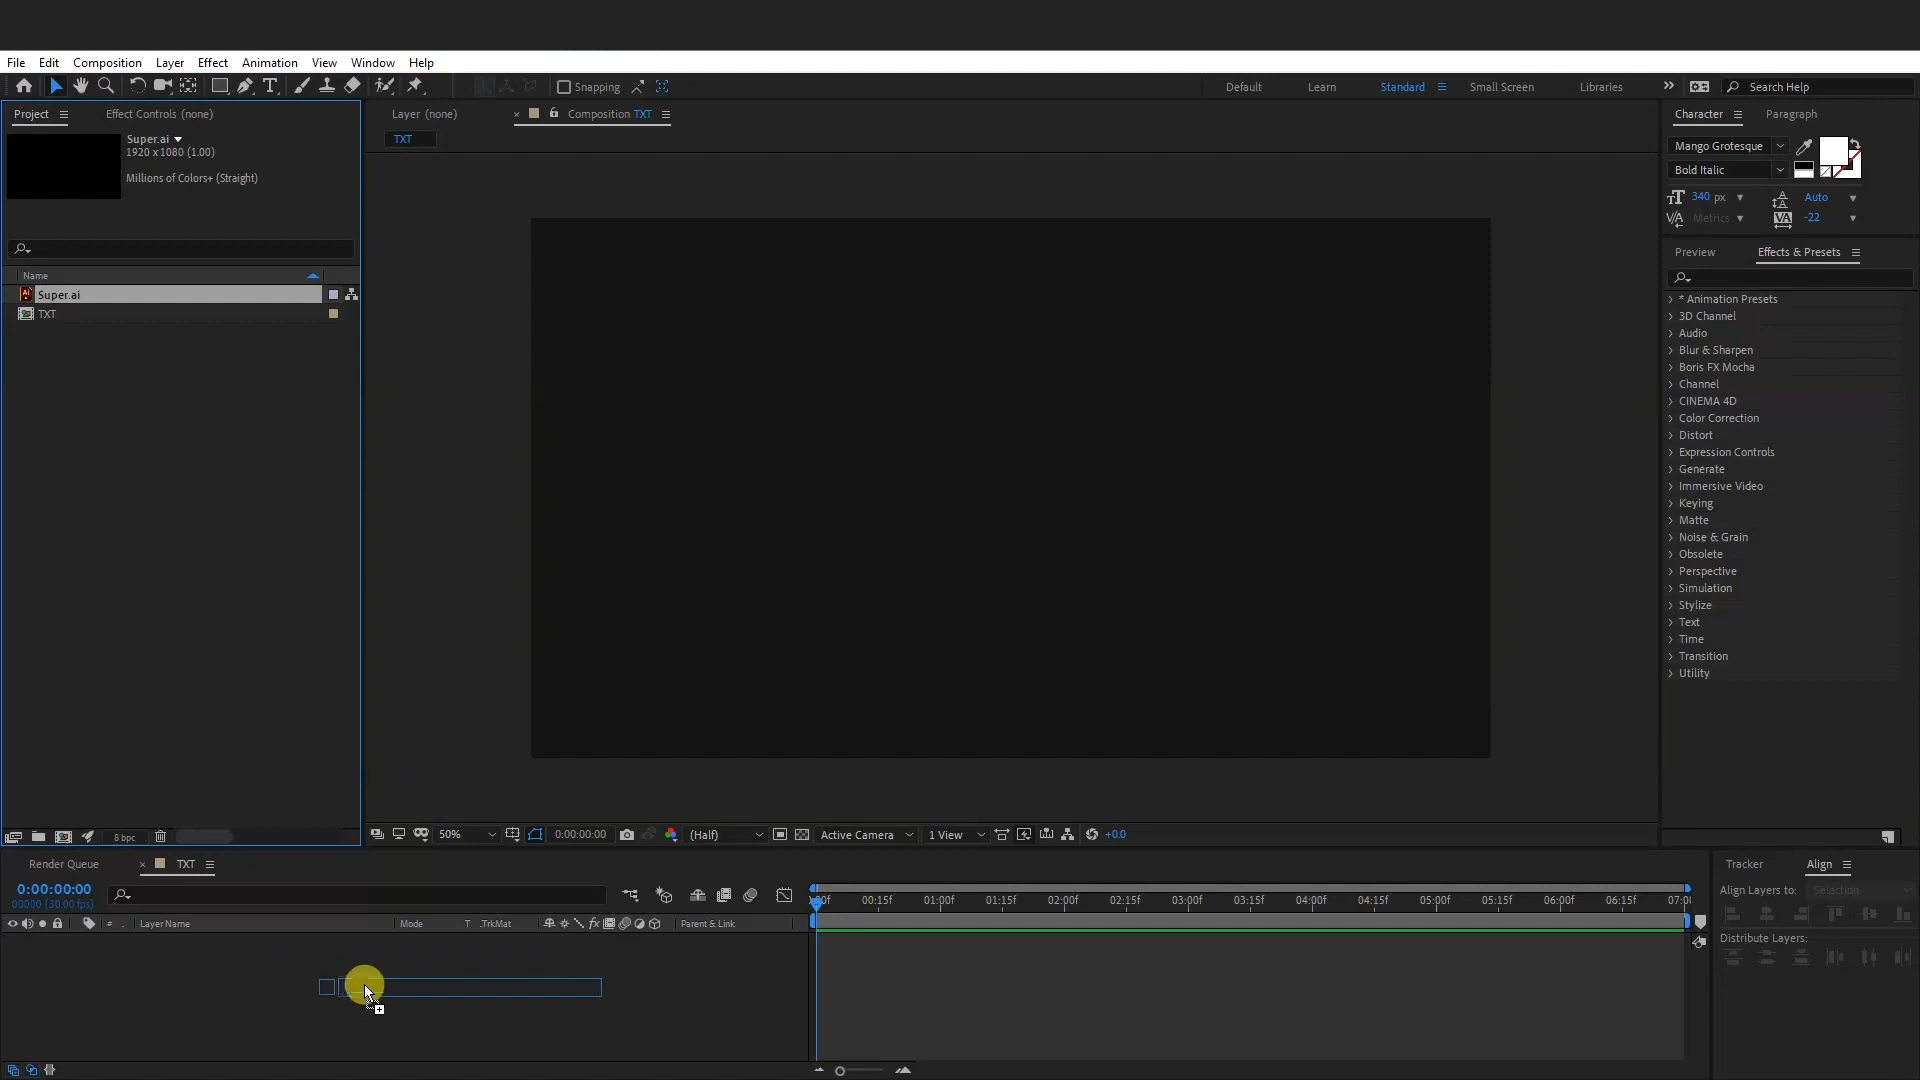 File Edit Composition Layer Effect Animation View Window Help
Snapping
Default Learn Standard Small Screen Libraries
Search Help
Project Effect Controls (none)
Super.ai
1920 x 1080 (1.00)
Millions of Colors+ (Straight)
Name
Super.ai
TXT
8 bpc
Layer (none) Composition TXT
TXT
50% 0:00:00:00 (Half) Active Camera 1 View +0.0
Character Paragraph
Mango Grotesque
Bold Italic
340 px Auto
Metrics -22
Preview Effects & Presets
* Animation Presets
3D Channel
Audio
Blur & Sharpen
Boris FX Mocha
Channel
CINEMA 4D
Color Correction
Distort
Expression Controls
Generate
Immersive Video
Keying
Matte
Noise & Grain
Obsolete
Perspective
Simulation
Stylize
Text
Time
Transition
Utility
Render Queue TXT
0:00:00:00
00000 (30.00 fps)
# Layer Name Mode T .TrkMat fx Parent & Link
00:15f 01:00f 01:15f 02:00f 02:15f 03:00f 03:15f 04:00f 04:15f 05:00f 05:15f 06:00f 06:15f
Tracker Align
Align Layers to: Selection
Distribute Layers: